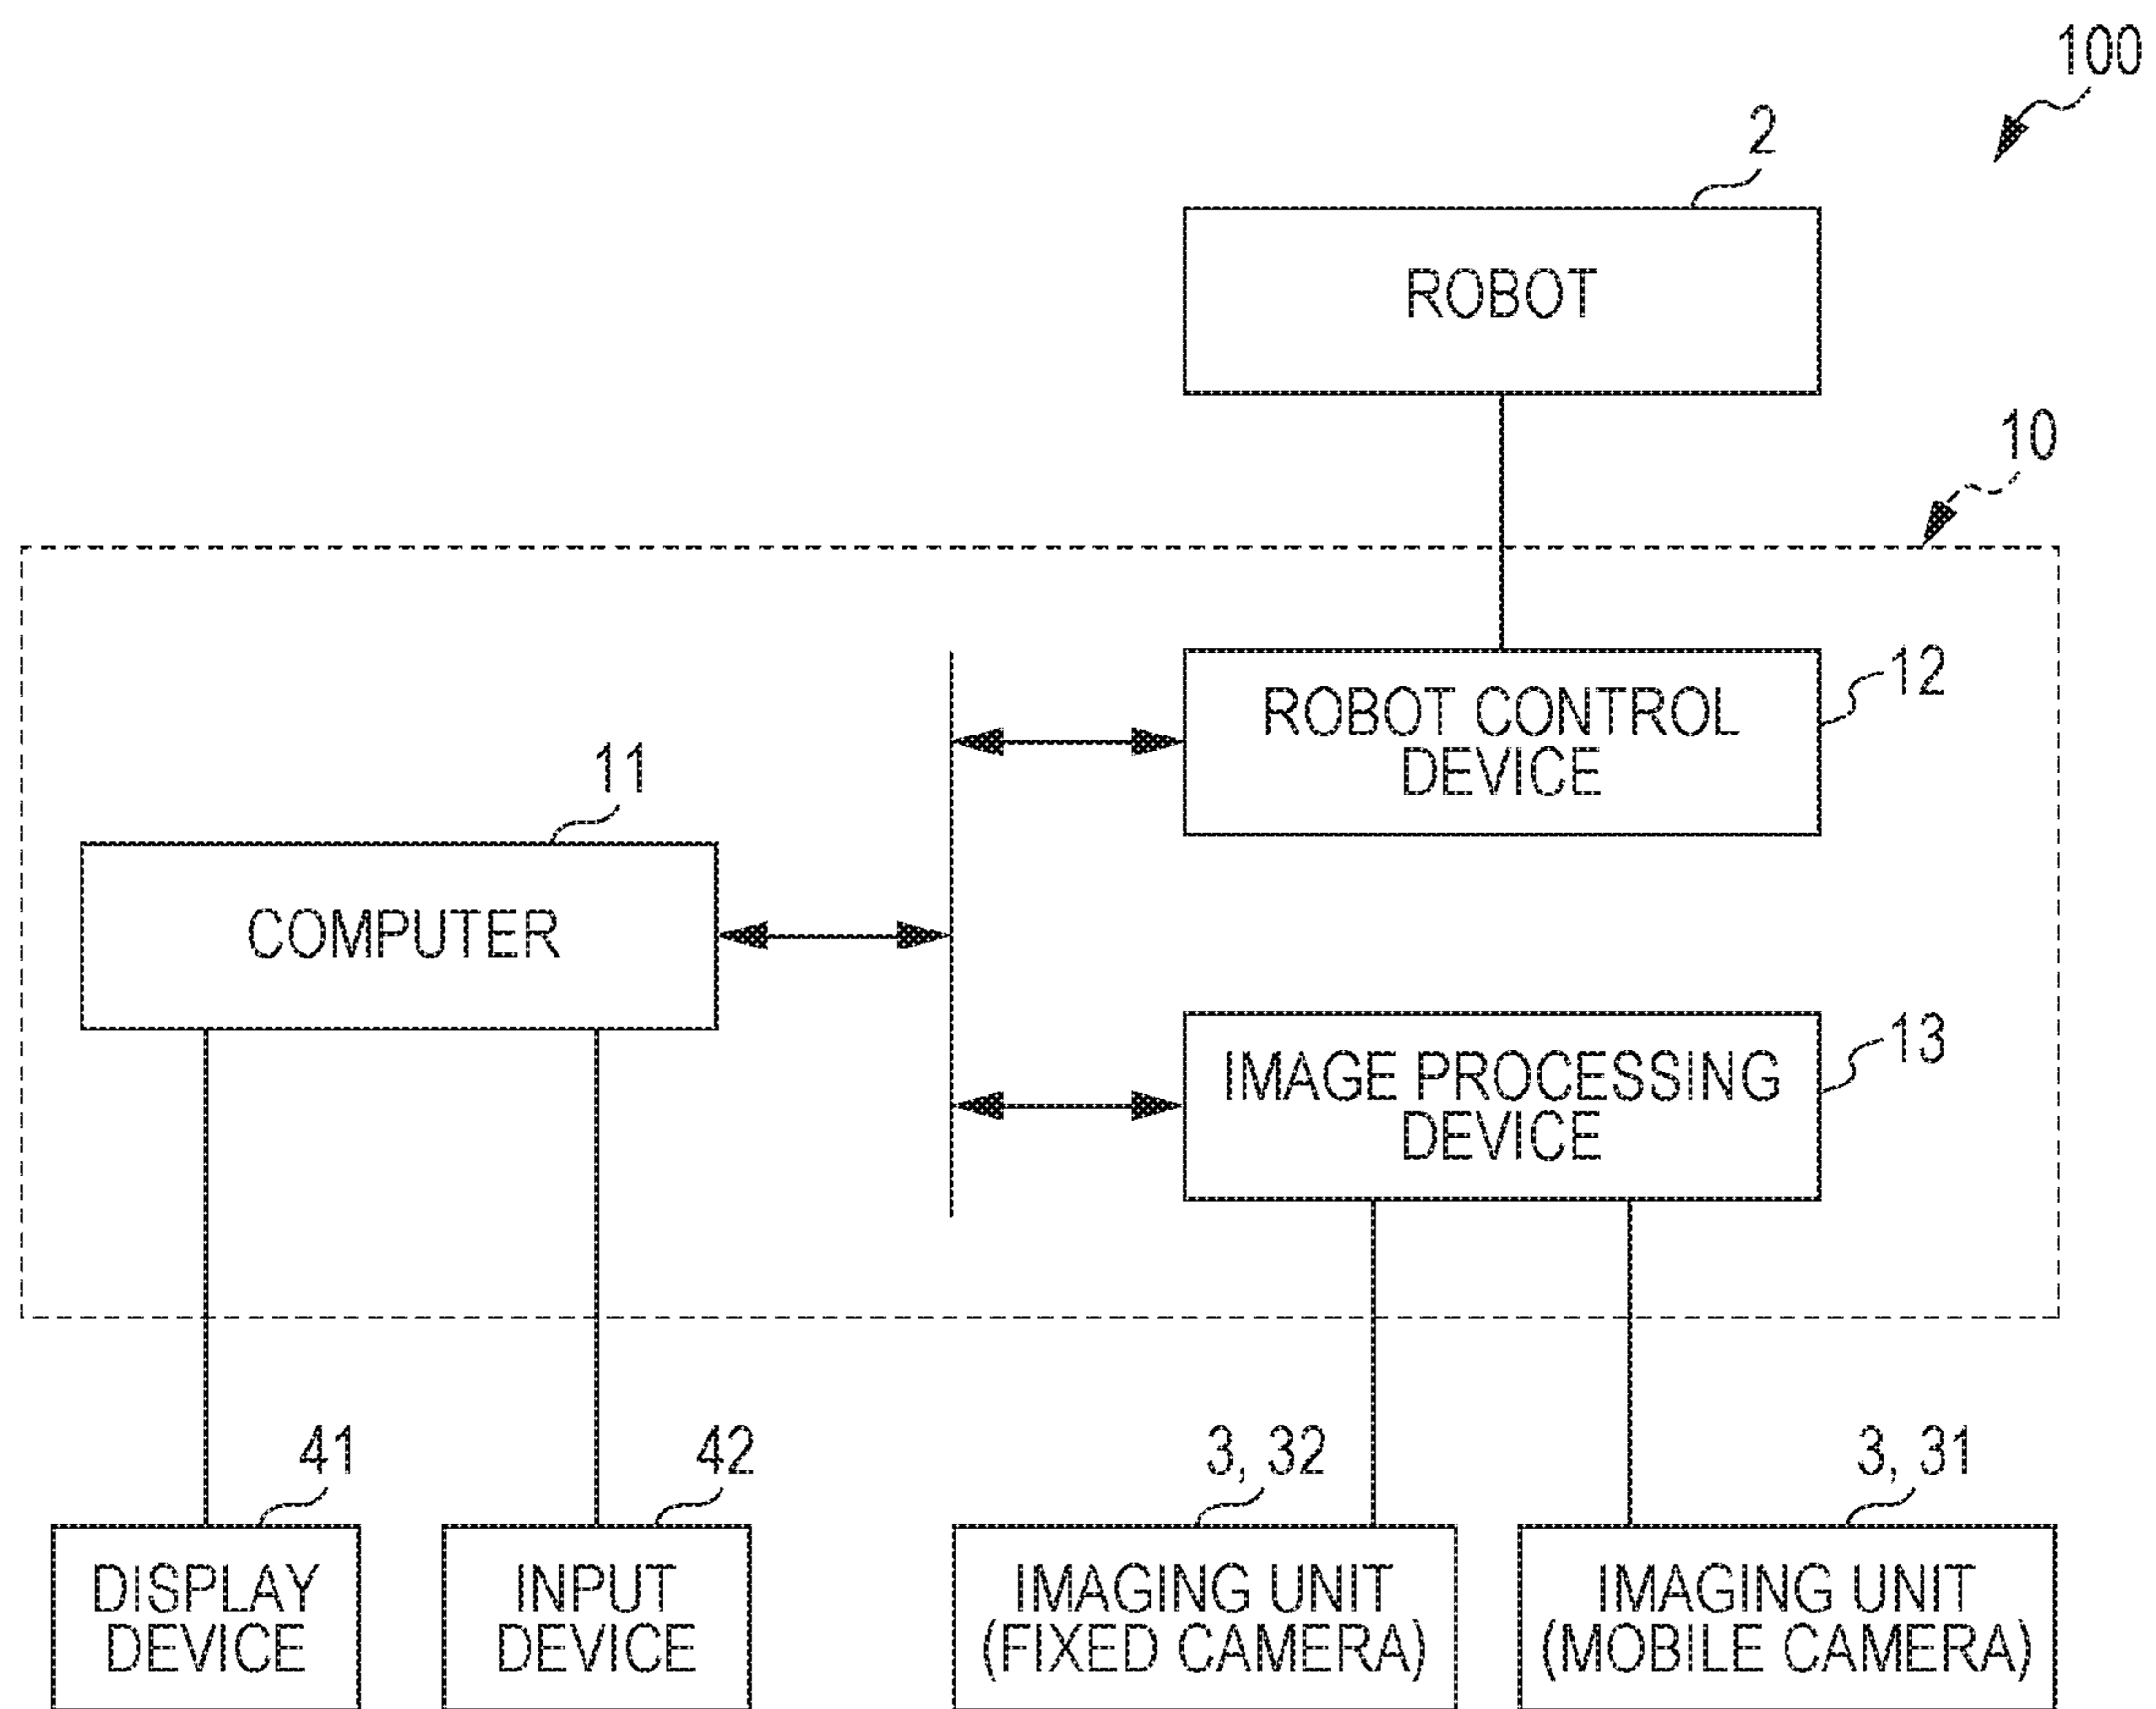 100
2
ROBOT
10
12
ROBOT CONTROL
DEVICE
11
COMPUTER
13
IMAGE PROCESSING
DEVICE
41
42
3, 32
3, 31
DISPLAY
DEVICE
INPUT
DEVICE
IMAGING UNIT
(FIXED CAMERA)
IMAGING UNIT
(MOBILE CAMERA)